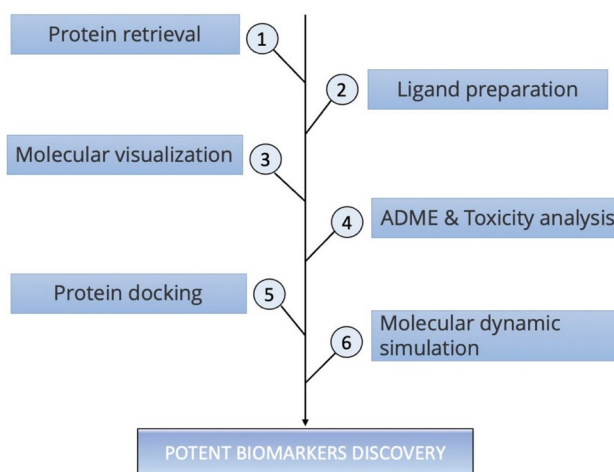 Protein retrieval
1
2
Ligand preparation
Molecular visualization
3
4
ADME & Toxicity analysis
Protein docking
5
6
Molecular dynamic
simulation
POTENT BIOMARKERS DISCOVERY